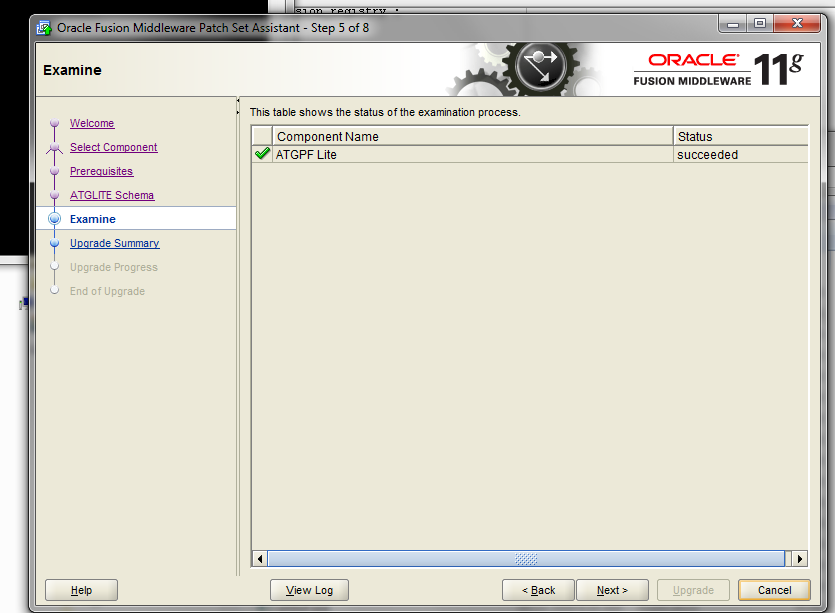 sion registry :
Oracle Fusion Middleware Patch Set Assistant - Step 5 of 8
Examine
ORACLE
FUSION MIDDLEWARE 11g
Welcome
Select Component
Prerequisites
ATGLITE Schema
Examine
Upgrade Summary
Upgrade Progress
End of Upgrade
This table shows the status of the examination process.
Component Name Status
ATGPF Lite succeeded
Help View Log < Back Next > Upgrade Cancel